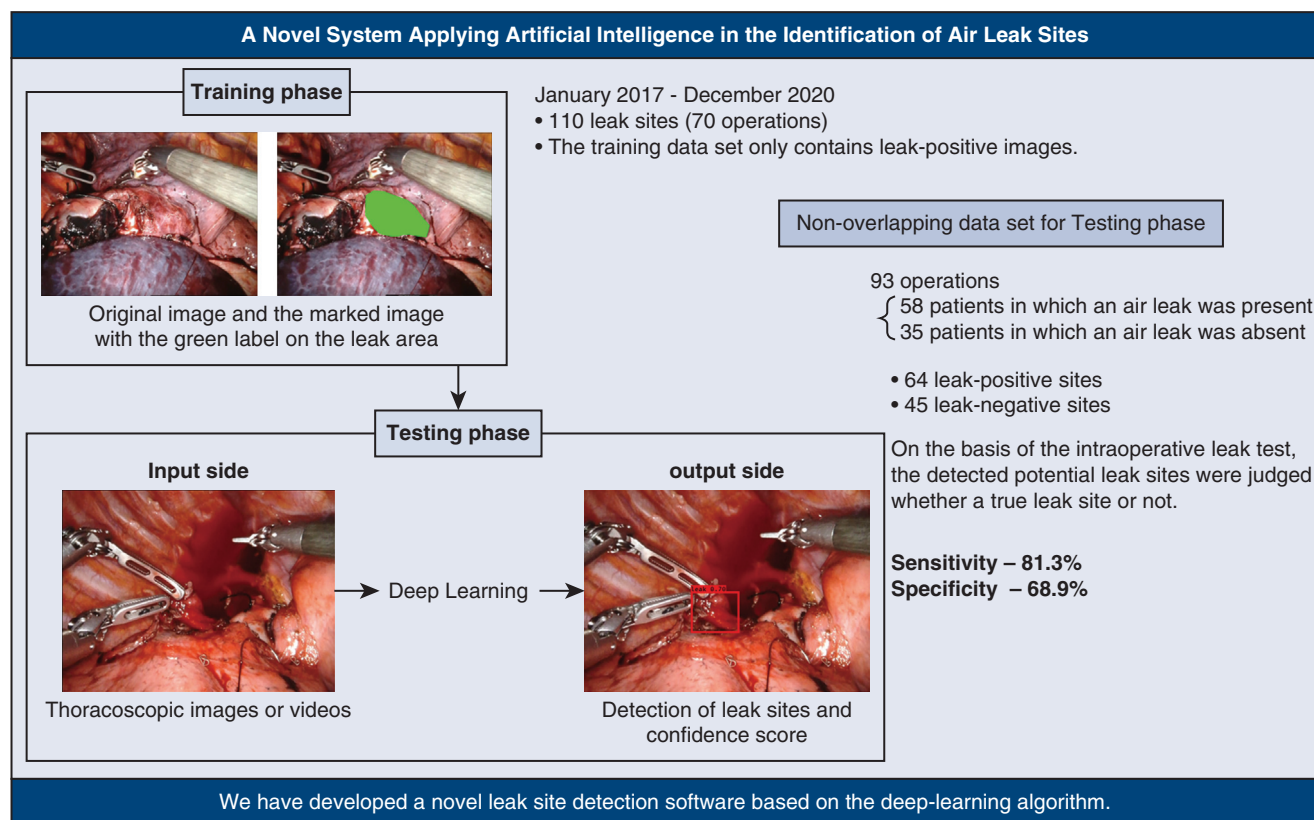 A Novel System Applying Artificial Intelligence in the Identification of Air Leak Sites
Training phase
Original image and the marked image
with the green label on the leak area
January 2017 - December 2020
• 110 leak sites (70 operations)
• The training data set only contains leak-positive images.
Non-overlapping data set for Testing phase
93 operations
58 patients in which an air leak was present
35 patients in which an air leak was absent
• 64 leak-positive sites
• 45 leak-negative sites
On the basis of the intraoperative leak test,
the detected potential leak sites were judged
whether a true leak site or not.
Sensitivity – 81.3%
Specificity – 68.9%
Testing phase
Input side
Thoracoscopic images or videos
Deep Learning
output side
Detection of leak sites and
confidence score
We have developed a novel leak site detection software based on the deep-learning algorithm.